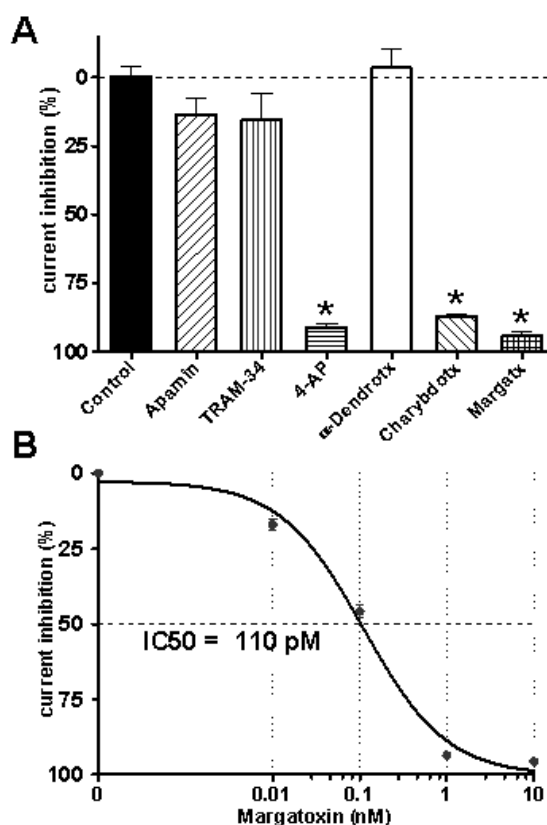 A
current inhibition (%)
0
25
50
75
100
*
*
*
Control
Apamin
TRAM-34
4-AP
α-Dendrotx
Charybdotx
Margatx
B
current inhibition (%)
0
25
50
75
100
IC50 = 110 pM
0
0.01
0.1
1
10
Margatoxin (nM)